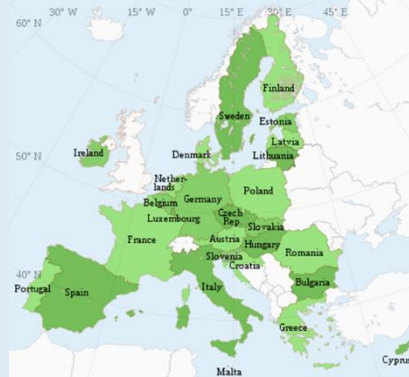 60° N
30° W
15° W
0°
15° E
30° E
45° E
Finland
Sweden
Estonia
Latvia
Lithuania
Denmark
Ireland
50° N
Nether-
lands
Poland
Belgium
Germany
Luxembourg
Czech
Rep.
Slovakia
France
Austria
Hungary
Slovenia
Romania
Croatia
40° N
Italy
Bulgaria
Portugal
Spain
Greece
Malta
Cyprus